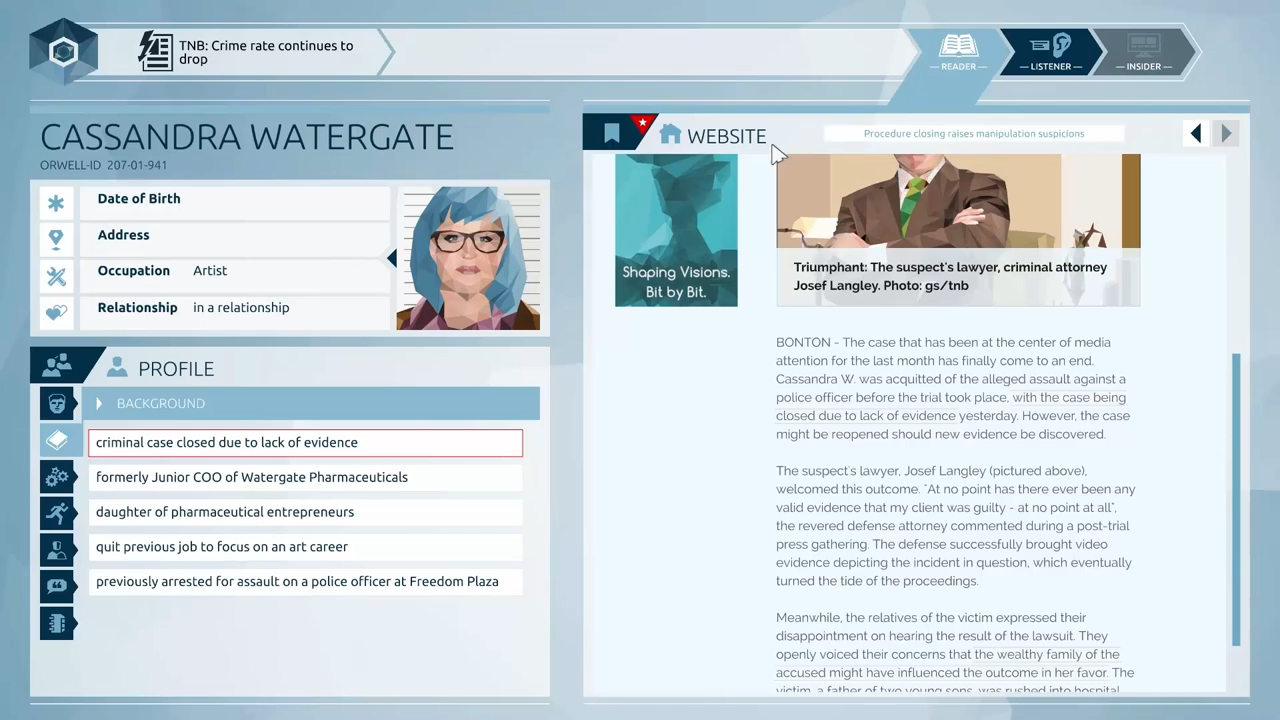 TNB: Crime rate continues to
drop
READER
LISTENER
INSIDER
CASSANDRA WATERGATE
ORWELL-ID 207-01-941
Date of Birth
Address
Occupation Artist
Relationship in a relationship
PROFILE
BACKGROUND
criminal case closed due to lack of evidence
formerly Junior COO of Watergate Pharmaceuticals
daughter of pharmaceutical entrepreneurs
quit previous job to focus on an art career
previously arrested for assault on a police officer at Freedom Plaza
WEBSITE
Procedure closing raises manipulation suspicions
Shaping Visions.
Bit by Bit.
Triumphant: The suspect's lawyer, criminal attorney
Josef Langley. Photo: gs/tnb
BONTON - The case that has been at the center of media
attention for the last month has finally come to an end.
Cassandra W. was acquitted of the alleged assault against a
police officer before the trial took place, with the case being
closed due to lack of evidence yesterday. However, the case
might be reopened should new evidence be discovered.
The suspect's lawyer, Josef Langley (pictured above),
welcomed this outcome. "At no point has there ever been any
valid evidence that my client was guilty - at no point at all",
the revered defense attorney commented during a post-trial
press gathering. The defense successfully brought video
evidence depicting the incident in question, which eventually
turned the tide of the proceedings.
Meanwhile, the relatives of the victim expressed their
disappointment on hearing the result of the lawsuit. They
openly voiced their concerns that the wealthy family of the
accused might have influenced the outcome in her favor. The
victim, a father of two young sons, was rushed into hospital